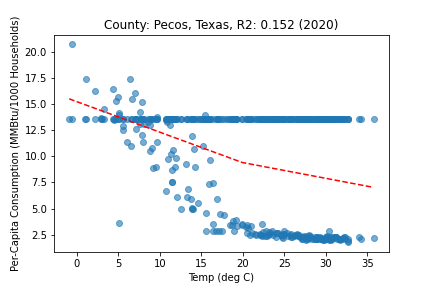 County: Pecos, Texas, R2: 0.152 (2020)
Per-Capita Consumption (MMBtu/1000 Households)
20.0
17.5
15.0
12.5
10.0
7.5
5.0
2.5
0 5 10 15 20 25 30 35
Temp (deg C)